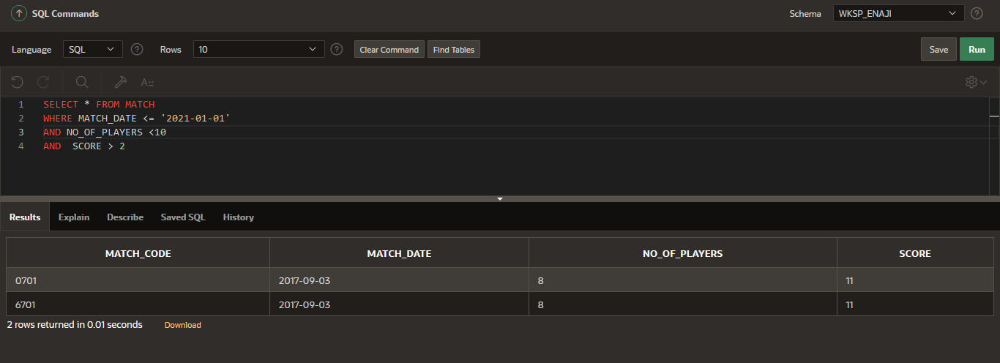 SQL Commands Schema WKSP_ENAJI ?
Language SQL ? Rows 10 ? Clear Command Find Tables Save Run
A::
1 SELECT * FROM MATCH
2 WHERE MATCH_DATE <= '2021-01-01'
3 AND NO_OF_PLAYERS <10
4 AND  SCORE > 2
Results Explain Describe Saved SQL History
MATCH_CODE MATCH_DATE NO_OF_PLAYERS SCORE
0701 2017-09-03 8 11
6701 2017-09-03 8 11
2 rows returned in 0.01 seconds Download